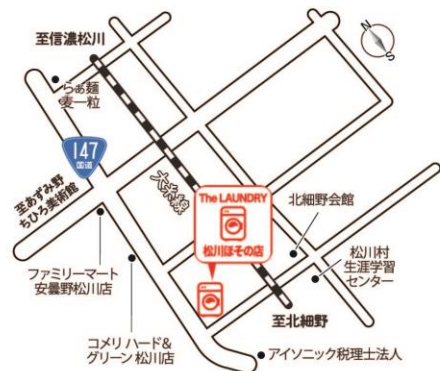 至信濃松川
らぁ麺
麦一粒
147
国道
至あずみ野
ちひろ美術館
大糸線
The LAUNDRY
松川ほその店
北細野会館
松川村
生涯学習
センター
ファミリーマート
安曇野松川店
至北細野
コメリ ハード&
グリーン 松川店
アイソニック税理士法人
N
S